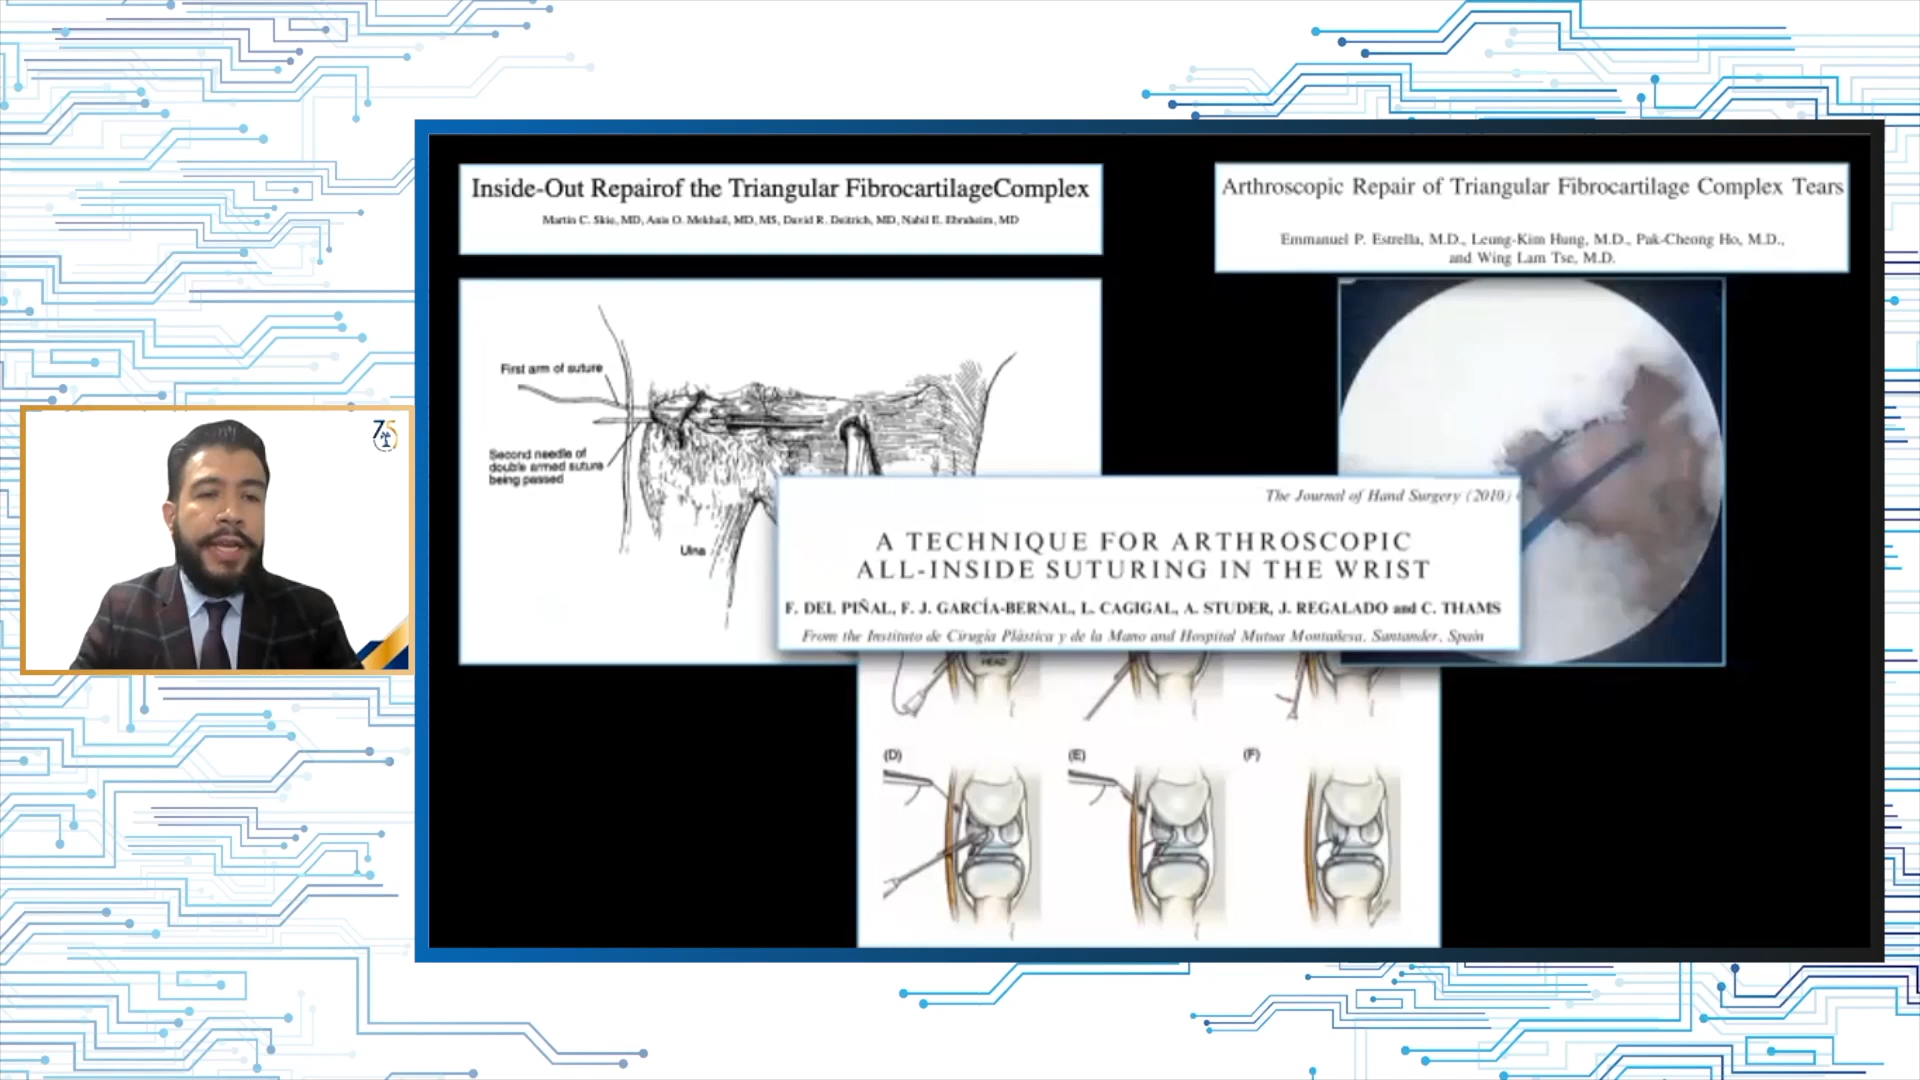 75
Inside-Out Repairof the Triangular FibrocartilageComplex
Martin C. Skie, MD, Anis O. Mekhail, MD, MS, David R. Deitrich, MD, Nabil E. Ebraheim, MD
Arthroscopic Repair of Triangular Fibrocartilage Complex Tears
Emmanuel P. Estrella, M.D., Leung-Kim Hung, M.D., Pak-Cheong Ho, M.D.,
and Wing Lam Tse, M.D.
First arm of suture
Second needle of
double armed suture
being passed
Ulna
The Journal of Hand Surgery (2010)
A TECHNIQUE FOR ARTHROSCOPIC
ALL-INSIDE SUTURING IN THE WRIST
F. DEL PIÑAL, F. J. GARCÍA-BERNAL, L. CAGIGAL, A. STUDER, J. REGALADO and C. THAMS
From the Instituto de Cirugía Plástica y de la Mano and Hospital Mutua Montañesa, Santander, Spain
HEAD
(D)
(E)
(F)